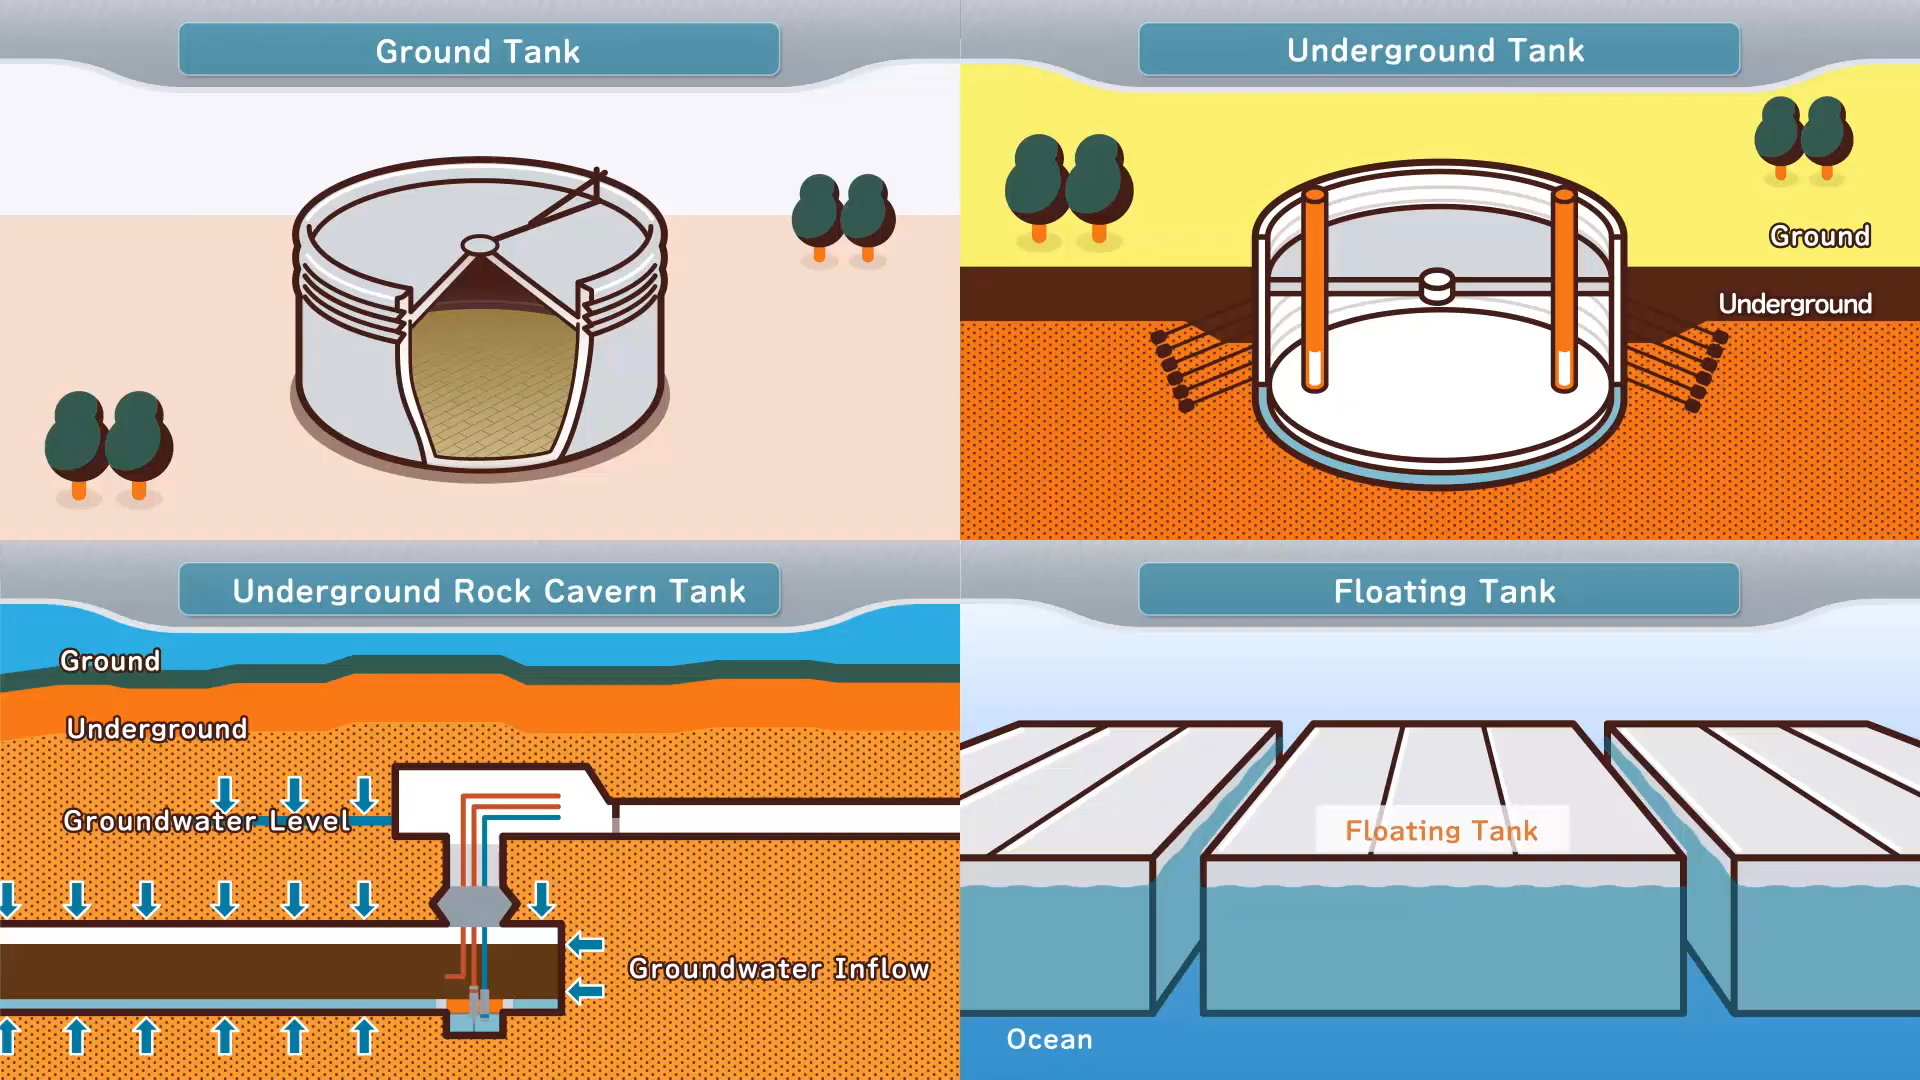 Ground Tank
Underground Tank
Ground
Underground
Underground Rock Cavern Tank
Ground
Underground
Groundwater Level
Groundwater Inflow
Floating Tank
Floating Tank
Ocean